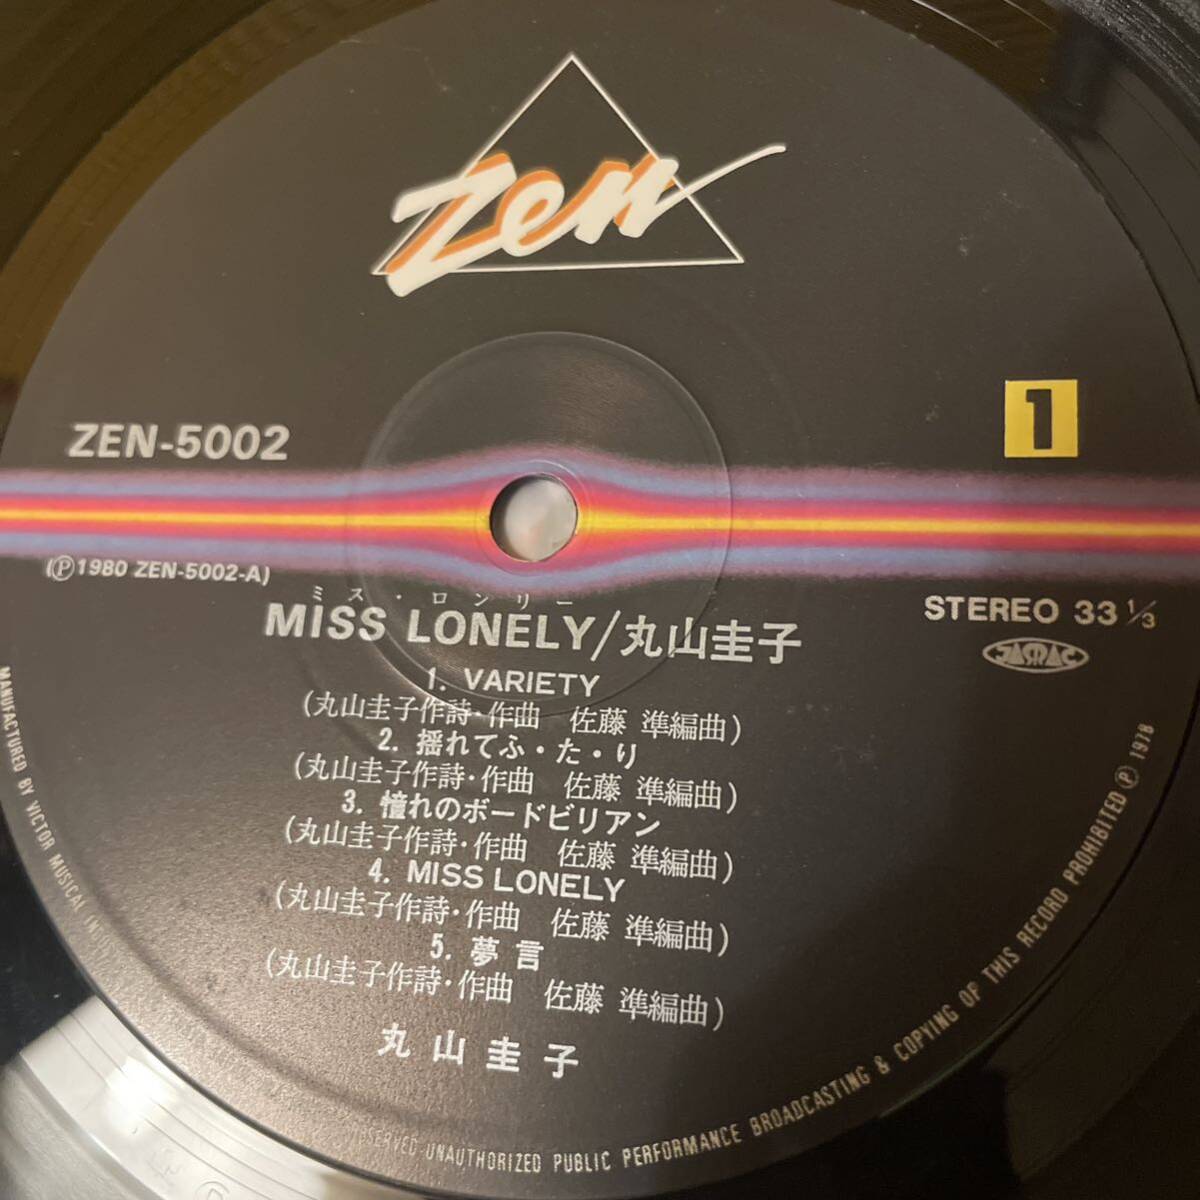 Zen
1
ZEN-5002
(Ⓟ1980 ZEN-5002-A)
STEREO 33 1/3
JASRAC
ミス・ロンリー
MISS LONELY/丸山圭子
1. VARIETY
(丸山圭子作詩・作曲 佐藤 準編曲)
2. 揺れてふ・た・り
(丸山圭子作詩・作曲 佐藤 準編曲)
3. 憧れのボードビリアン
(丸山圭子作詩・作曲 佐藤 準編曲)
4. MISS LONELY
(丸山圭子作詩・作曲 佐藤 準編曲)
5. 夢言
(丸山圭子作詩・作曲 佐藤 準編曲)
丸山圭子
MANUFACTURED BY VICTOR MUSICAL
UNAUTHORIZED PUBLIC PERFORMANCE BROADCASTING & COPYING OF THIS RECORD PROHIBITED Ⓟ 1978